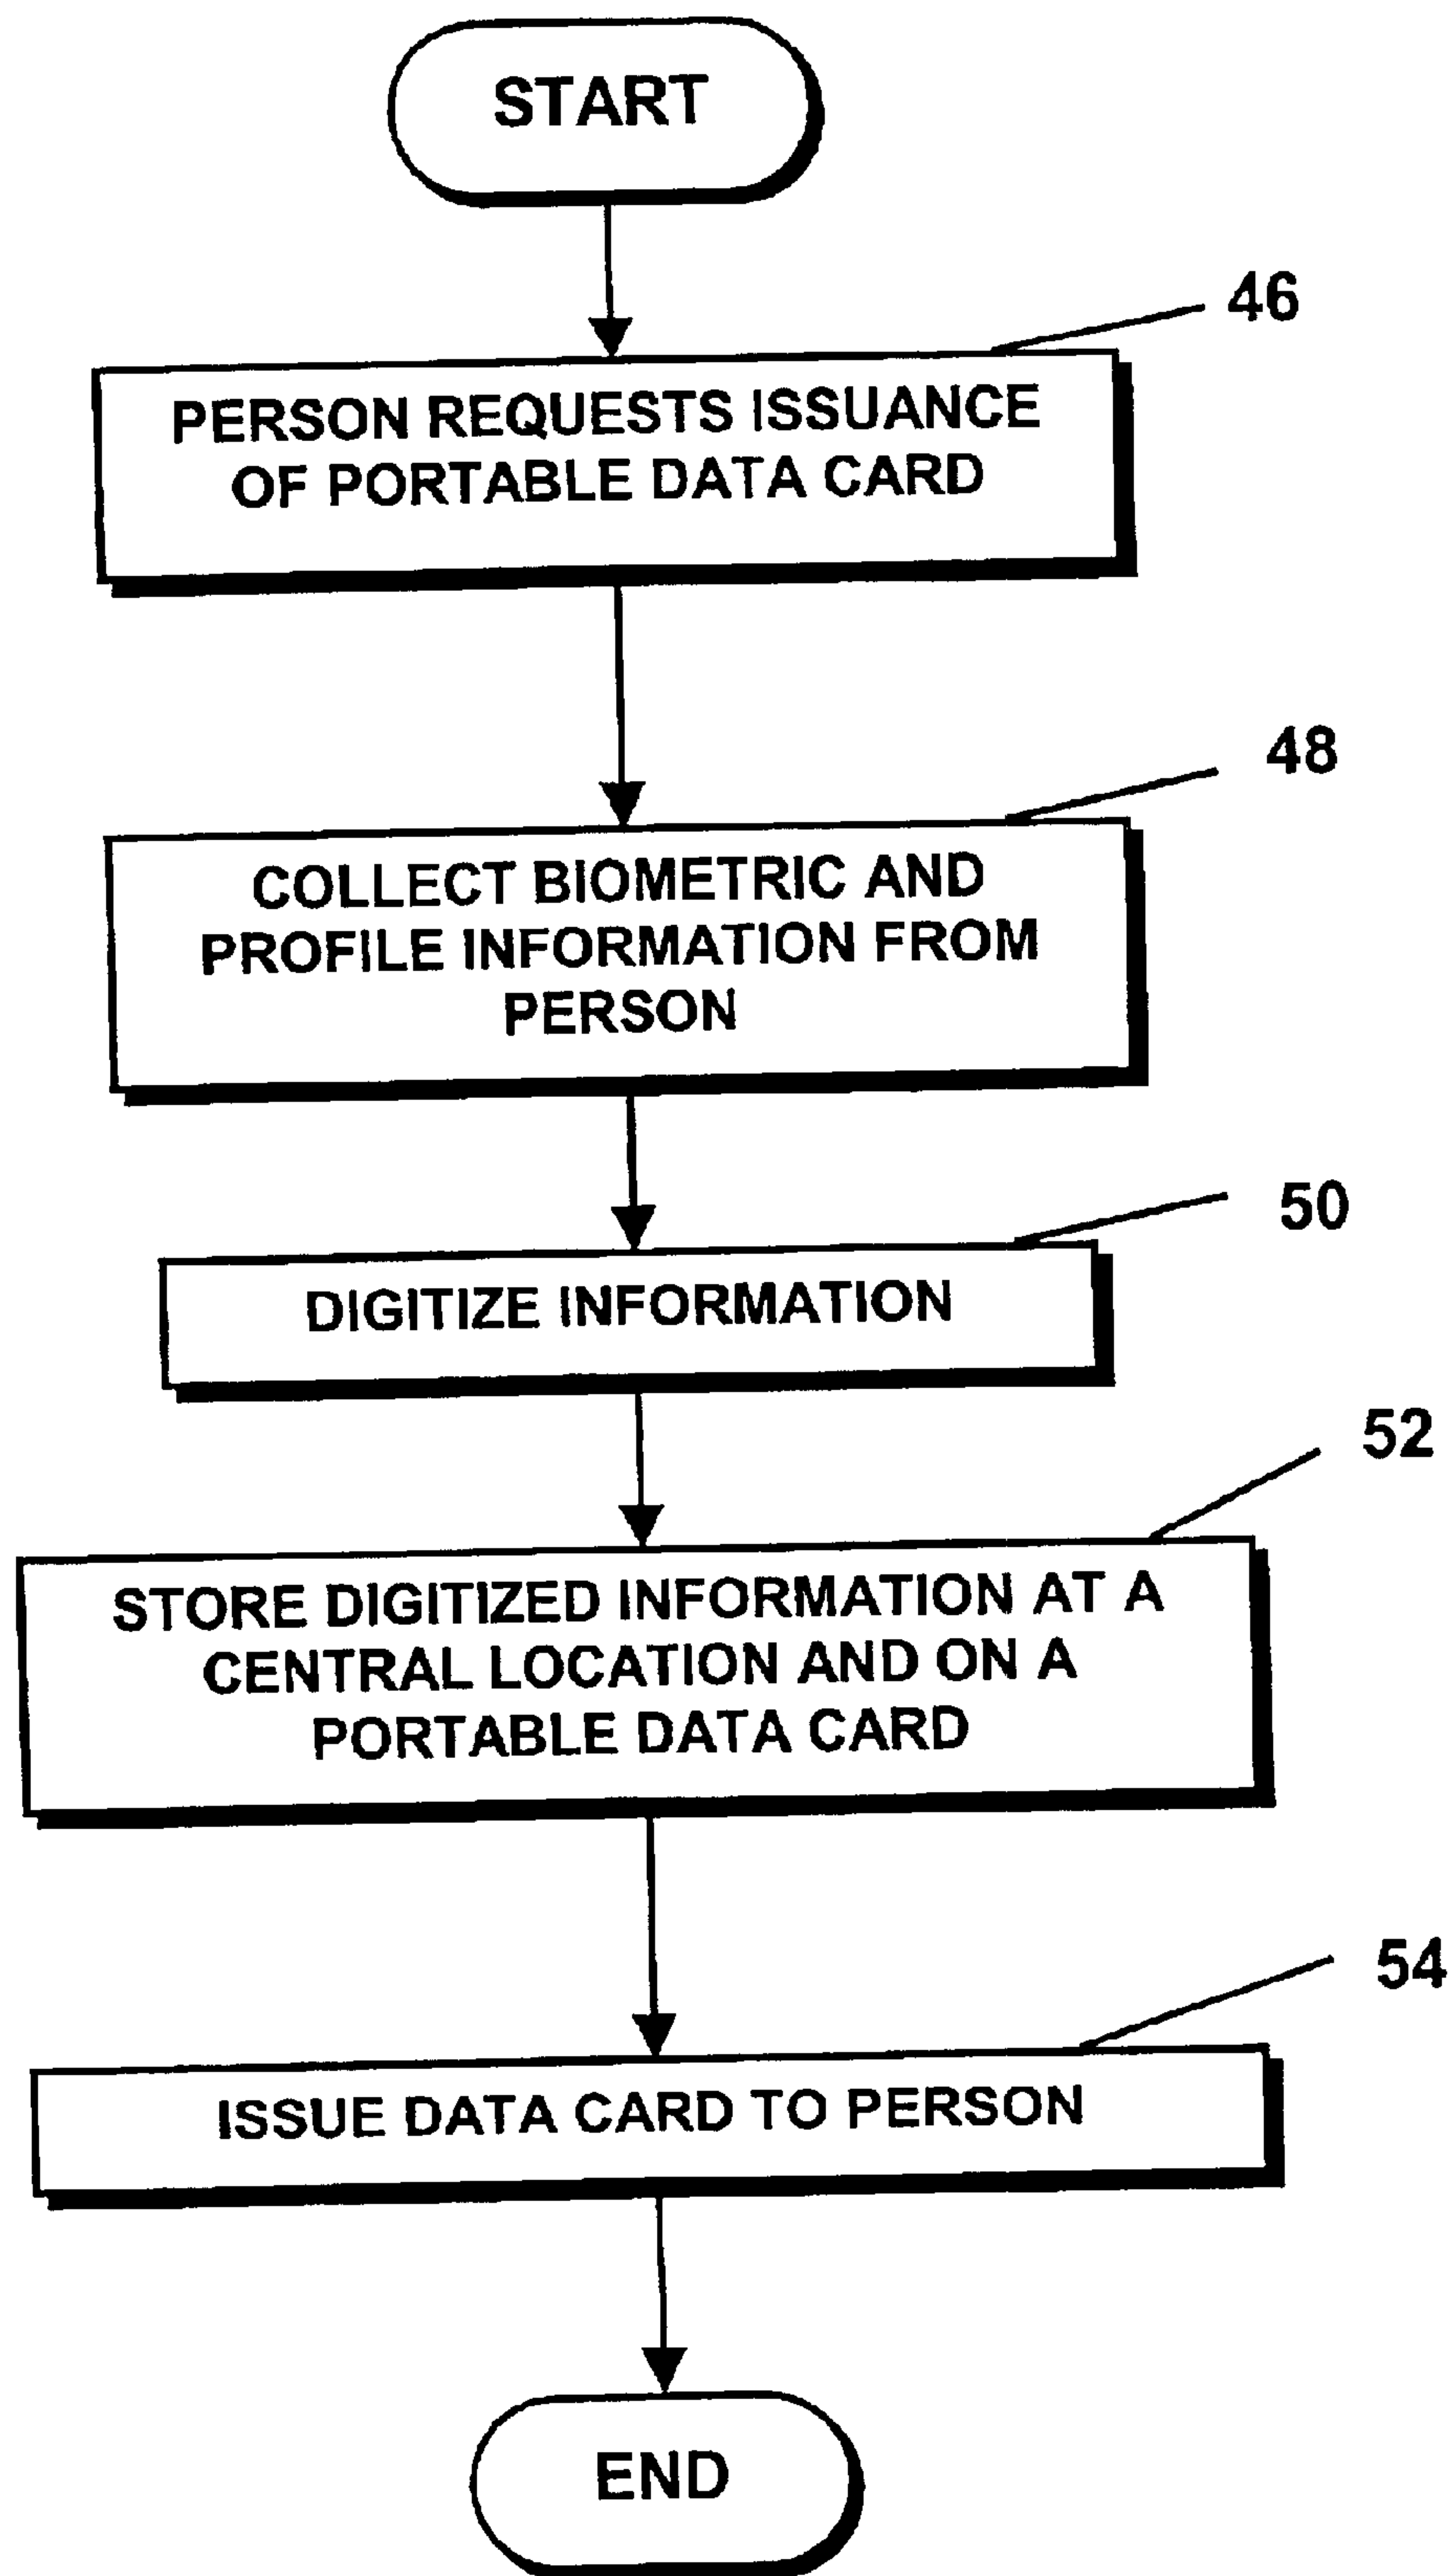 START
46
PERSON REQUESTS ISSUANCE
OF PORTABLE DATA CARD
48
COLLECT BIOMETRIC AND
PROFILE INFORMATION FROM
PERSON
50
DIGITIZE INFORMATION
52
STORE DIGITIZED INFORMATION AT A
CENTRAL LOCATION AND ON A
PORTABLE DATA CARD
54
ISSUE DATA CARD TO PERSON
END